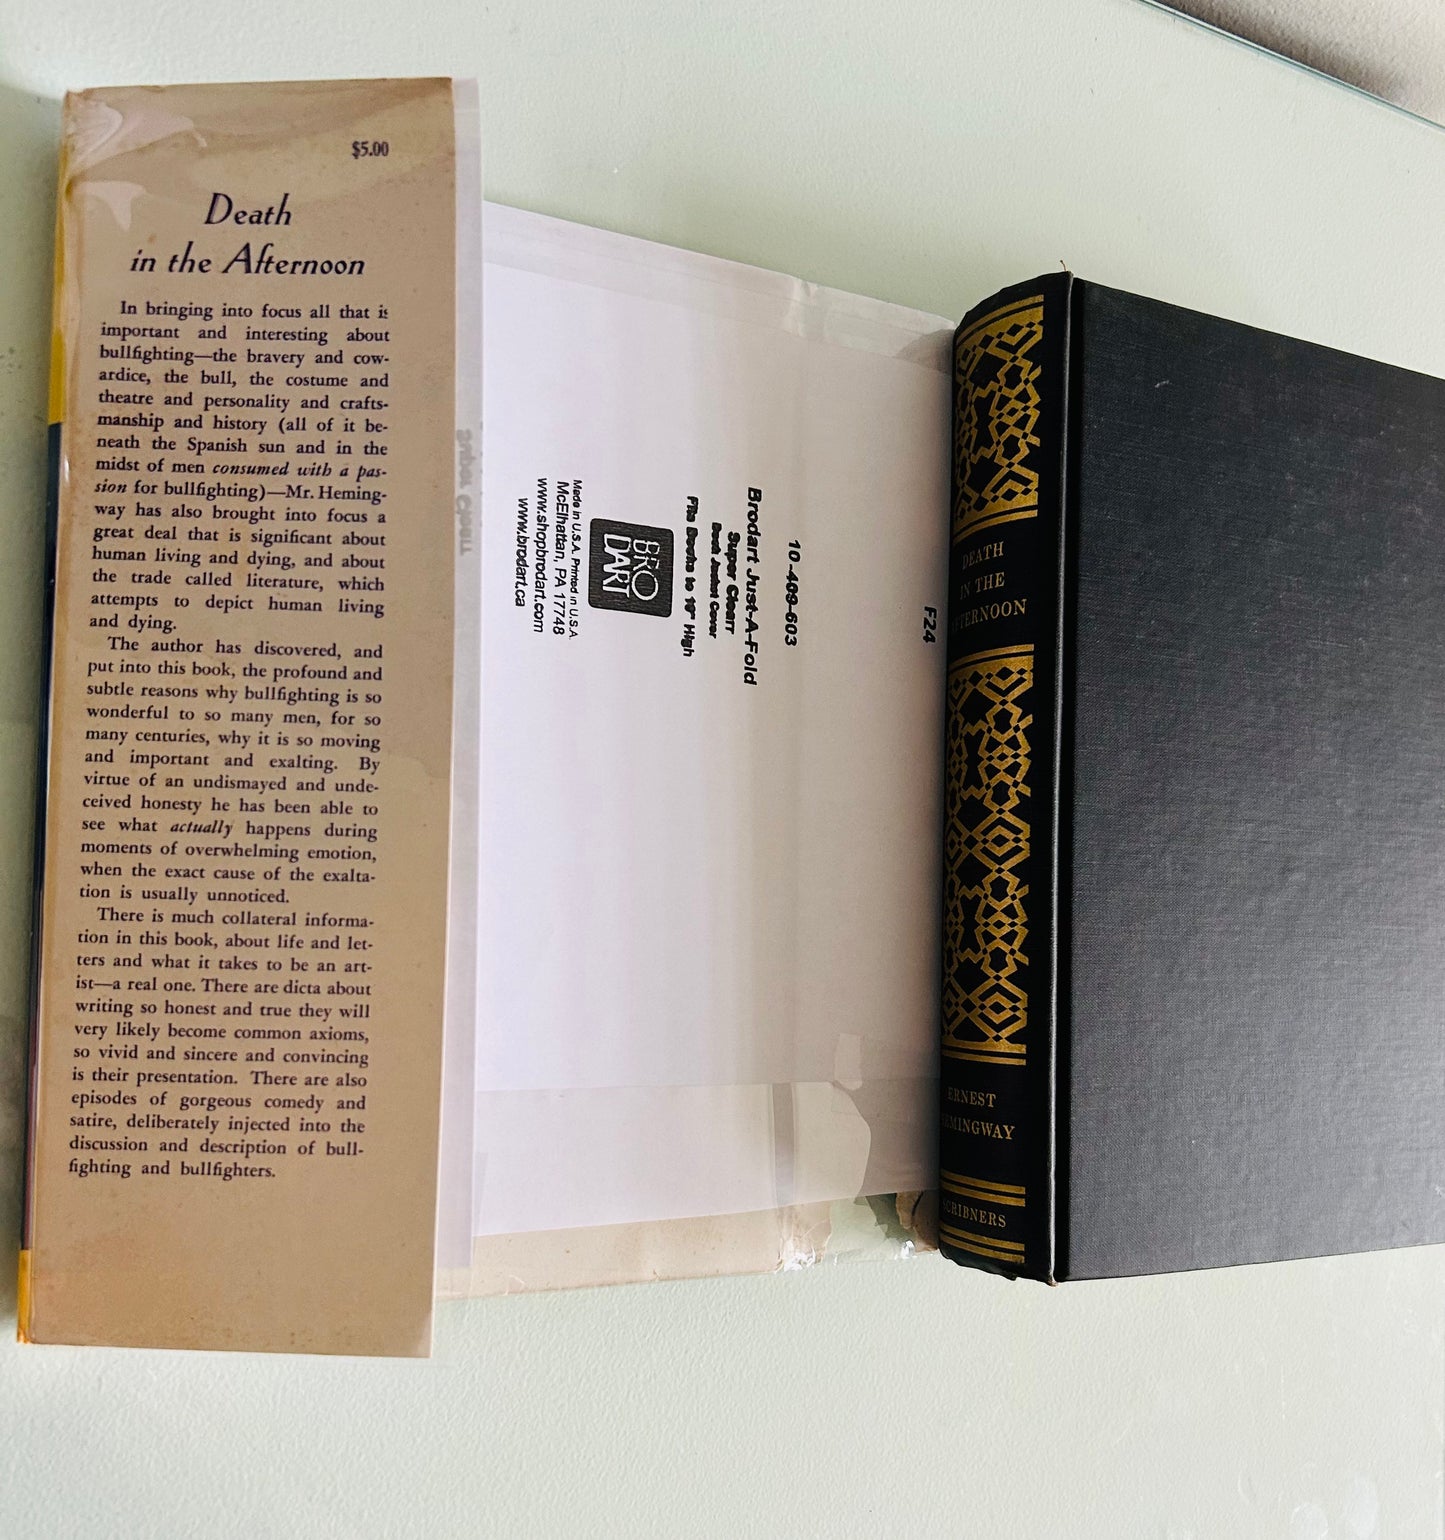 $5.00
Death
in the Afternoon
In bringing into focus all that is
important and interesting about
bullfighting—the bravery and cow-
ardice, the bull, the costume and
theatre and personality and crafts-
manship and history (all of it be-
neath the Spanish sun and in the
midst of men consumed with a pas-
sion for bullfighting)—Mr. Heming-
way has also brought into focus a
great deal that is significant about
human living and dying, and about
the trade called literature, which
attempts to depict human living
and dying.
The author has discovered, and
put into this book, the profound and
subtle reasons why bullfighting is so
wonderful to so many men, for so
many centuries, why it is so moving
and important and exalting. By
virtue of an undismayed and unde-
ceived honesty he has been able to
see what actually happens during
moments of overwhelming emotion,
when the exact cause of the exalta-
tion is usually unnoticed.
There is much collateral informa-
tion in this book, about life and let-
ters and what it takes to be an art-
ist—a real one. There are dicta about
writing so honest and true they will
very likely become common axioms,
so vivid and sincere and convincing
is their presentation. There are also
episodes of gorgeous comedy and
satire, deliberately injected into the
discussion and description of bull-
fighting and bullfighters.
F24
10-409-603
Brodart Just-A-Fold
Super Clearr
Book Jacket Cover
Fits Books to 10" High
BRO
DART
Made in U.S.A. Printed in U.S.A.
McElhattan, PA 17748
www.shopbrodart.com
www.brodart.ca
DEATH
IN THE
AFTERNOON
ERNEST
HEMINGWAY
SCRIBNERS